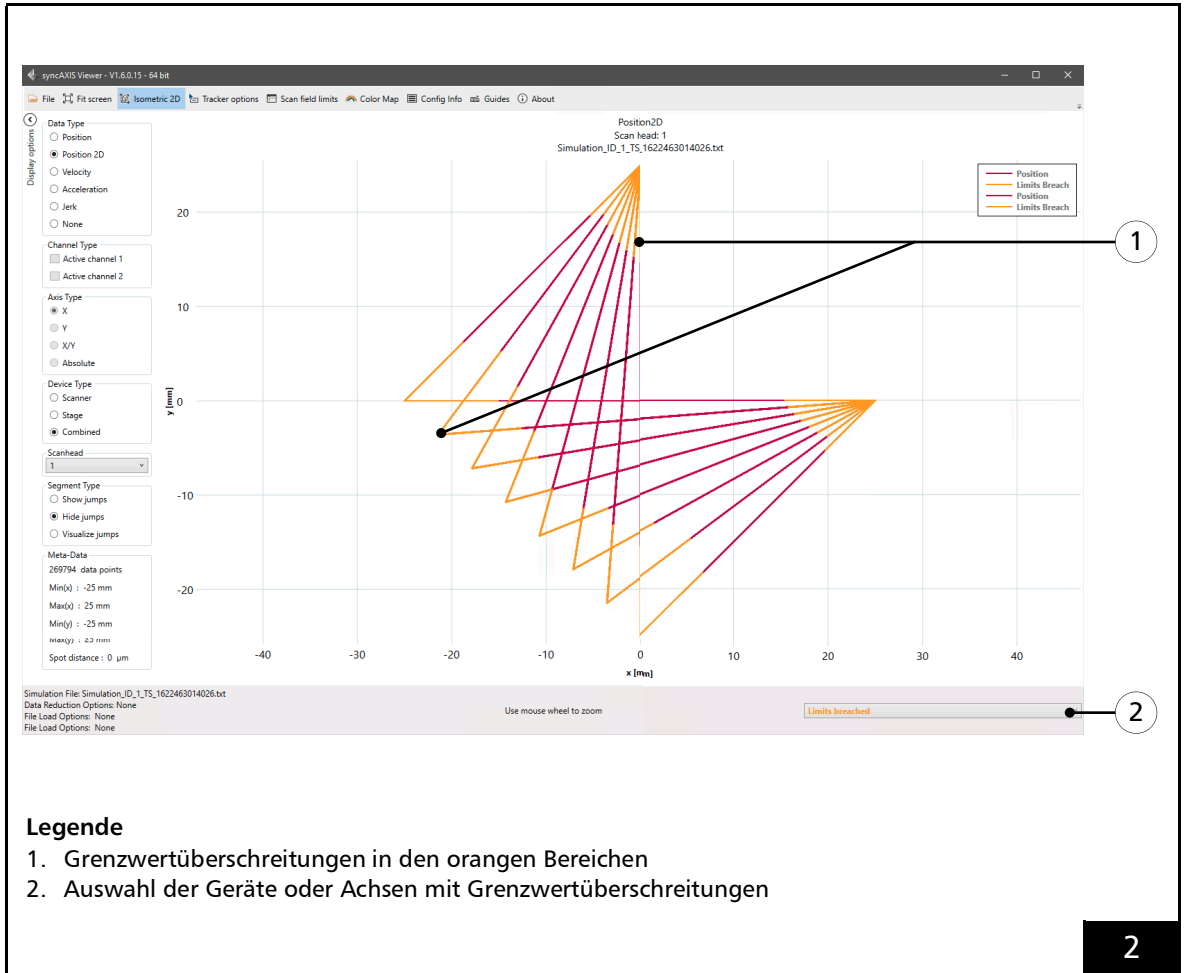 syncAXIS Viewer - V1.6.0.15 - 64 bit
File Fit screen Isometric 2D Tracker options Scan field limits Color Map Config Info Guides About
Display options
Data Type
Position
Position 2D
Velocity
Acceleration
Jerk
None
Channel Type
Active channel 1
Active channel 2
Axis Type
X
Y
X/Y
Absolute
Device Type
Scanner
Stage
Combined
Scanhead
1
Segment Type
Show jumps
Hide jumps
Visualize jumps
Meta-Data
269794 data points
Min(x) : -25 mm
Max(x) : 25 mm
Min(y) : -25 mm
Max(y) : 25 mm
Spot distance : 0 µm
Position2D
Scan head: 1
Simulation_ID_1_TS_1622463014026.txt
Position
Limits Breach
Position
Limits Breach
20
10
0
-10
-20
y [mm]
-40 -30 -20 -10 0 10 20 30 40
x [mm]
1
2
Simulation File: Simulation_ID_1_TS_1622463014026.txt
Data Reduction Options: None
File Load Options: None
File Load Options: None
Use mouse wheel to zoom
Limits breached
Legende
1. Grenzwertüberschreitungen in den orangen Bereichen
2. Auswahl der Geräte oder Achsen mit Grenzwertüberschreitungen
2